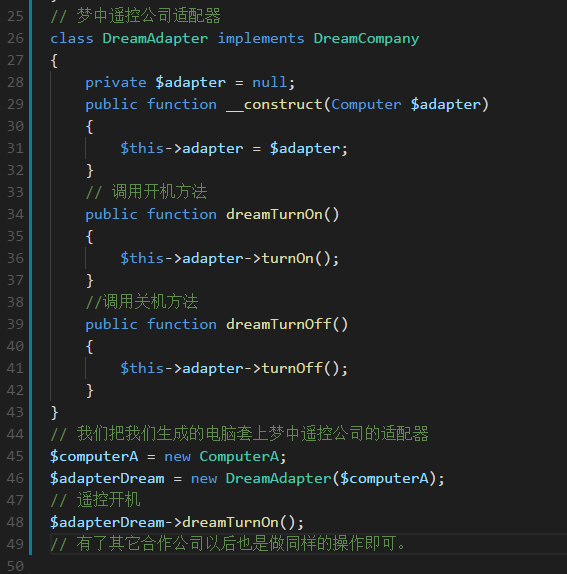 25 // 梦中遥控公司适配器
26 class DreamAdapter implements DreamCompany
27 {
28     private $adapter = null;
29     public function __construct(Computer $adapter)
30     {
31         $this->adapter = $adapter;
32     }
33     // 调用开机方法
34     public function dreamTurnOn()
35     {
36         $this->adapter->turnOn();
37     }
38     //调用关机方法
39     public function dreamTurnOff()
40     {
41         $this->adapter->turnOff();
42     }
43 }
44 // 我们把我们生成的电脑套上梦中遥控公司的适配器
45 $computerA = new ComputerA;
46 $adapterDream = new DreamAdapter($computerA);
47 // 遥控开机
48 $adapterDream->dreamTurnOn();
49 // 有了其它合作公司以后也是做同样的操作即可。
50